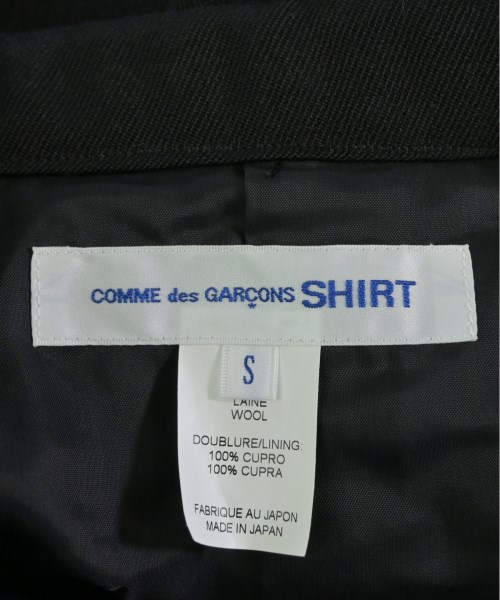 COMME des GARÇONS SHIRT
S
LAINE
WOOL
DOUBLURE/LINING:
100% CUPRO
100% CUPRA
FABRIQUE AU JAPON
MADE IN JAPAN